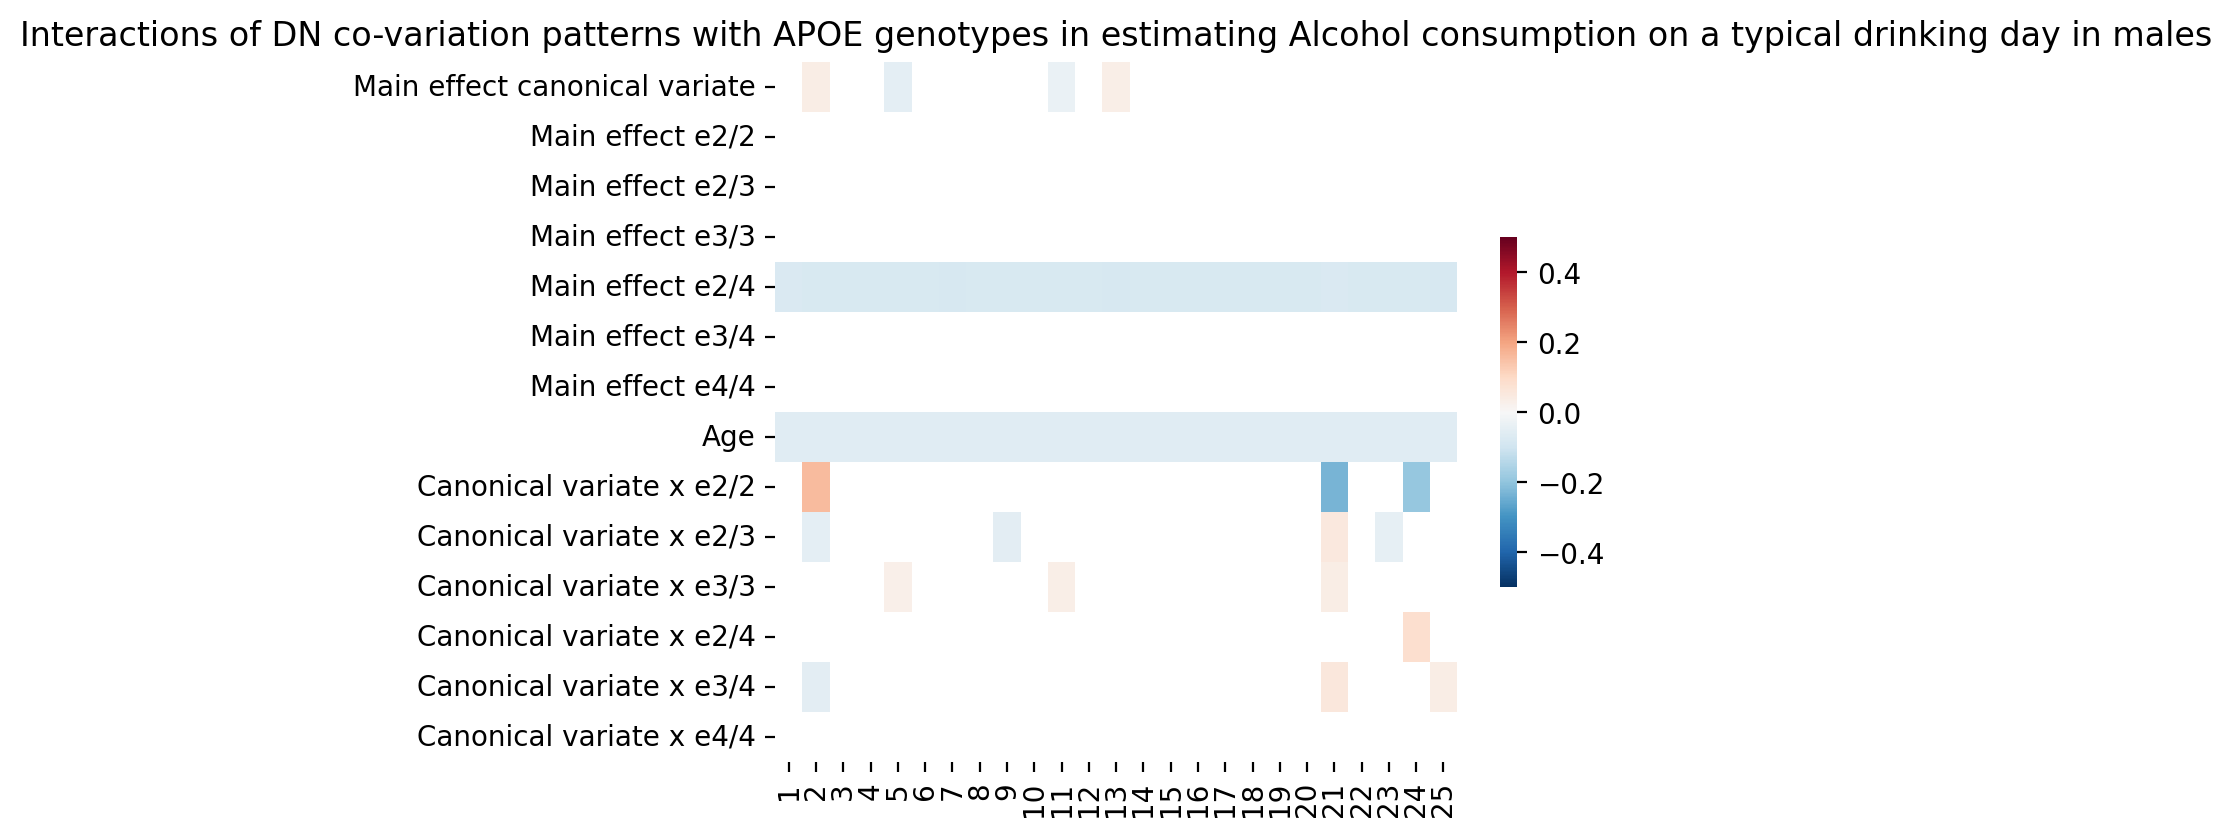 Interactions of DN co-variation patterns with APOE genotypes in estimating Alcohol consumption on a typical drinking day in males
Main effect canonical variate
Main effect e2/2
Main effect e2/3
Main effect e3/3
Main effect e2/4
Main effect e3/4
Main effect e4/4
Age
Canonical variate x e2/2
Canonical variate x e2/3
Canonical variate x e3/3
Canonical variate x e2/4
Canonical variate x e3/4
Canonical variate x e4/4
1 2 3 4 5 6 7 8 9 10 11 12 13 14 15 16 17 18 19 20 21 22 23 24 25
0.4
0.2
0.0
−0.2
−0.4